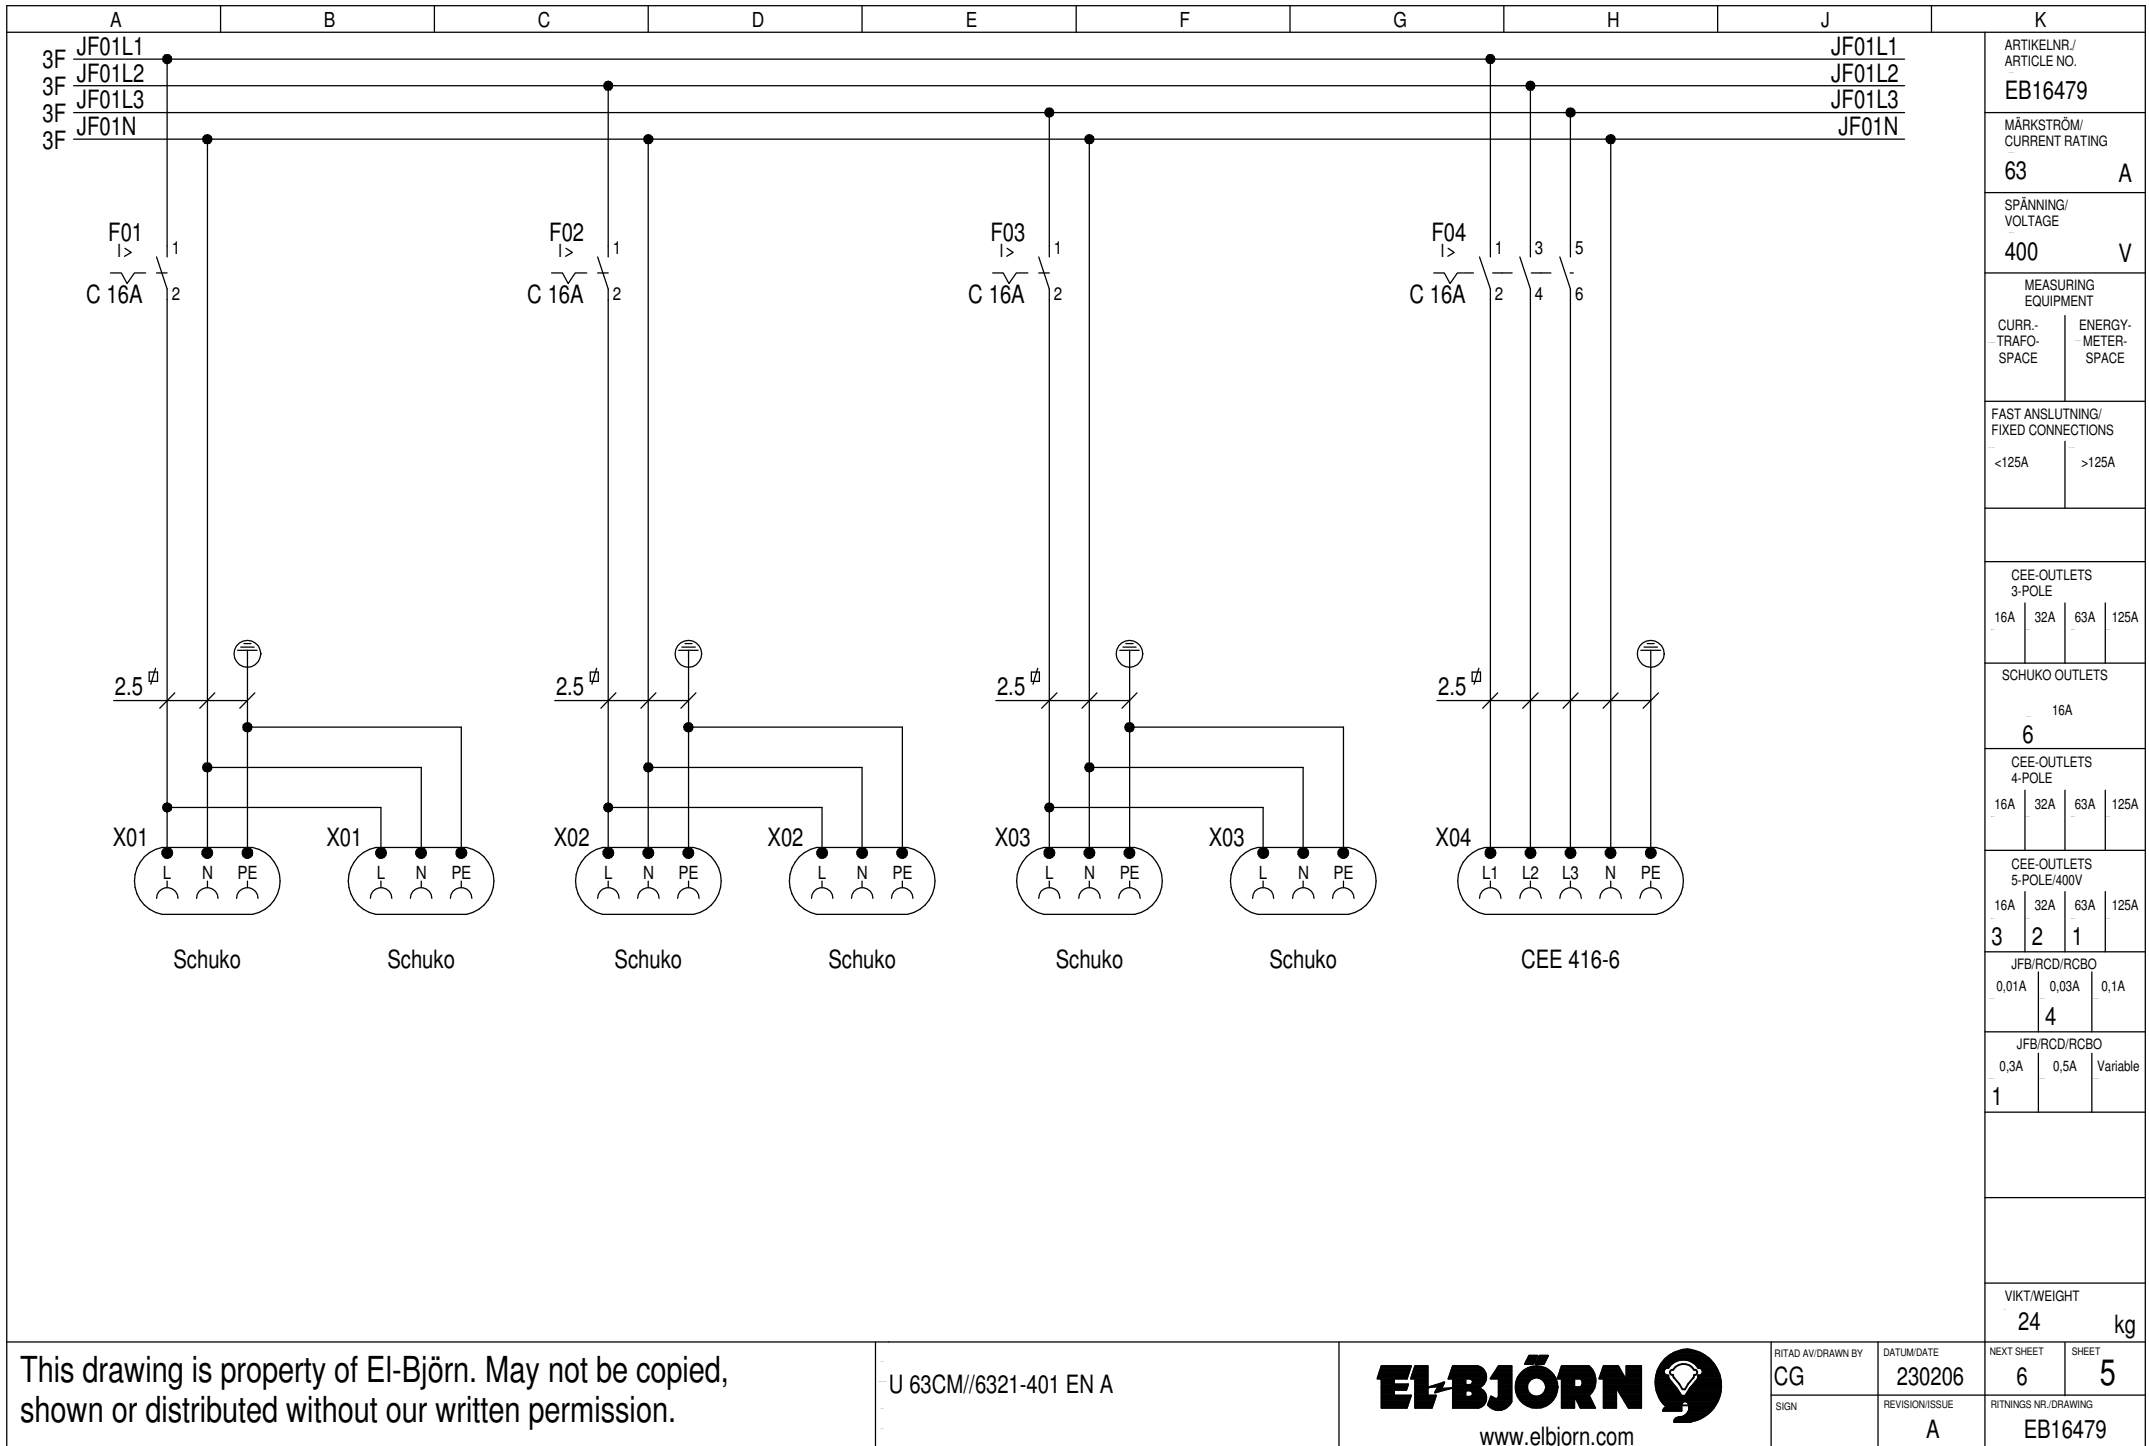 A B C D E F G H J K
3F JF01L1 JF01L1
3F JF01L2 JF01L2
3F JF01L3 JF01L3
3F JF01N JF01N
F01 F02 F03 F04
I> I> I> I>
1 1 1 1 3 5
C 16A C 16A C 16A C 16A
2 2 2 2 4 6
2.5 2.5 2.5 2.5
X01 X01 X02 X02 X03 X03 X04
L N PE L N PE L N PE L N PE L N PE L N PE L1 L2 L3 N PE
Schuko Schuko Schuko Schuko Schuko Schuko CEE 416-6
ARTIKELNR./
ARTICLE NO.
EB16479
MÄRKSTRÖM/
CURRENT RATING
63 A
SPÄNNING/
VOLTAGE
400 V
MEASURING
EQUIPMENT
CURR.- ENERGY-
TRAFO- METER-
SPACE SPACE
FAST ANSLUTNING/
FIXED CONNECTIONS
<125A >125A
CEE-OUTLETS
3-POLE
16A 32A 63A 125A
SCHUKO OUTLETS
16A
6
CEE-OUTLETS
4-POLE
16A 32A 63A 125A
CEE-OUTLETS
5-POLE/400V
16A 32A 63A 125A
3 2 1
JFB/RCD/RCBO
0,01A 0,03A 0,1A
4
JFB/RCD/RCBO
0,3A 0,5A Variable
1
VIKT/WEIGHT
24 kg
This drawing is property of El-Björn. May not be copied,
shown or distributed without our written permission.
U 63CM//6321-401 EN A
EL-BJÖRN
www.elbjorn.com
RITAD AV/DRAWN BY
CG
DATUM/DATE
230206
NEXT SHEET
6
SHEET
5
SIGN
REVISION/ISSUE
A
RITNINGS NR./DRAWING
EB16479